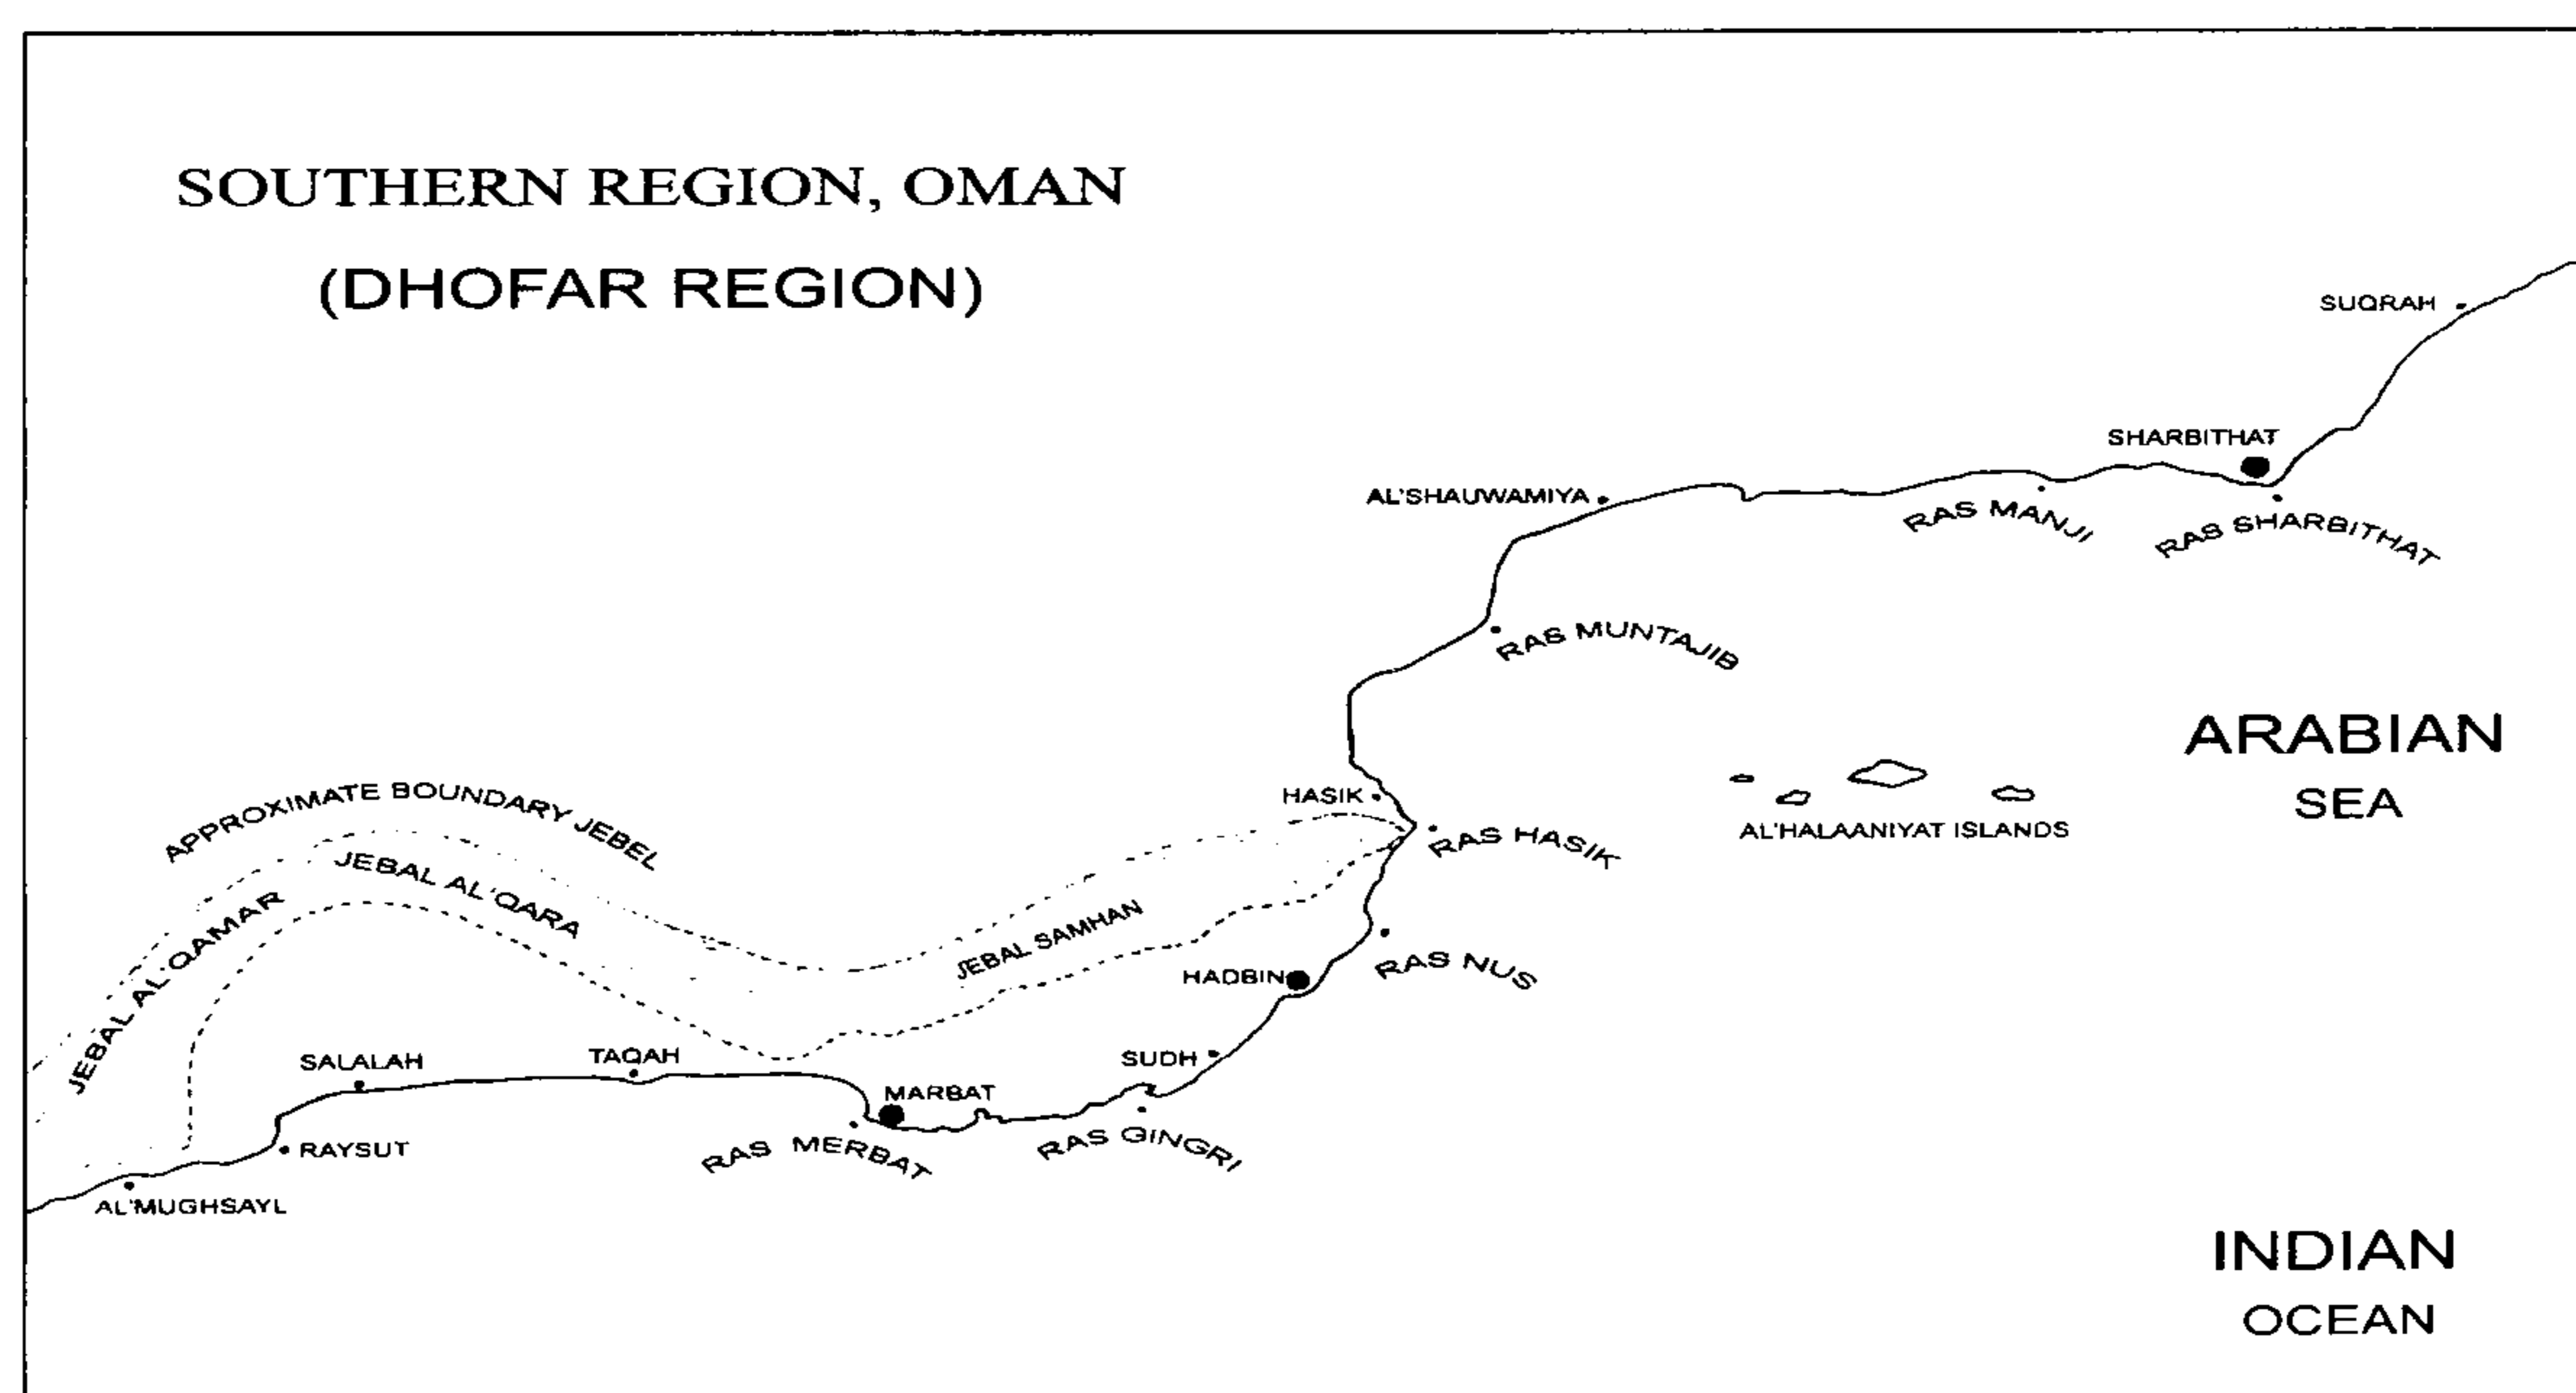 SOUTHERN REGION, OMAN
(DHOFAR REGION)
SUQRAH
SHARBITHAT
AL'SHAUWAMIYA
RAS MANJI
RAS SHARBITHAT
RAS MUNTAJIB
ARABIAN
SEA
HASIK
AL'HALAANIYAT ISLANDS
RAS HASIK
APPROXIMATE BOUNDARY JEBEL
JEBAL AL'QARA
JEBAL AL'QAMAR
JEBAL SAMHAN
RAS NUS
HADBIN
SALALAH
TAQAH
SUDH
MARBAT
RAYSUT
RAS MERBAT
RAS GINGRI
AL'MUGHSAYL
INDIAN
OCEAN